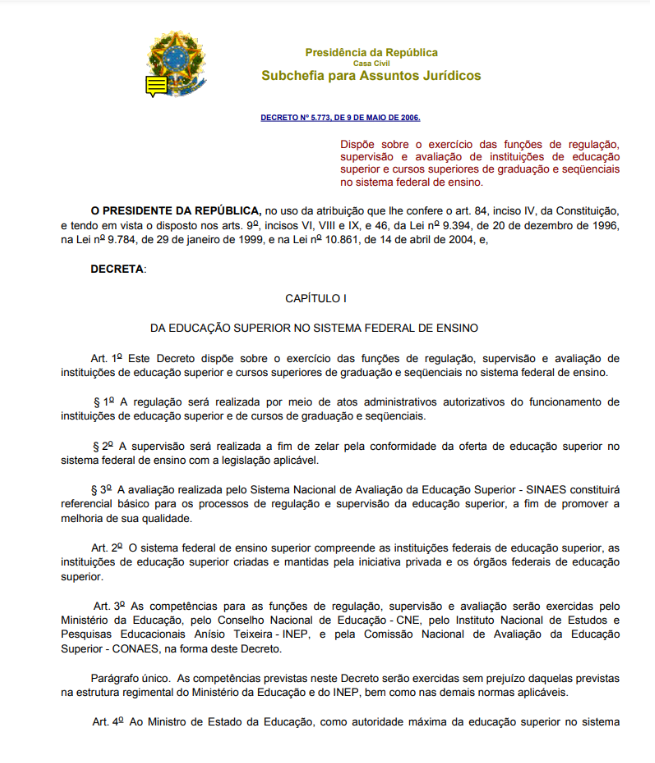 Presidência da República
Casa Civil
Subchefia para Assuntos Jurídicos
DECRETO Nº 5.773, DE 9 DE MAIO DE 2006.
Dispõe sobre o exercício das funções de regulação,
supervisão e avaliação de instituições de educação
superior e cursos superiores de graduação e seqüenciais
no sistema federal de ensino.
O PRESIDENTE DA REPÚBLICA, no uso da atribuição que lhe confere o art. 84, inciso IV, da Constituição,
e tendo em vista o disposto nos arts. 9º, incisos VI, VIII e IX, e 46, da Lei nº 9.394, de 20 de dezembro de 1996,
na Lei nº 9.784, de 29 de janeiro de 1999, e na Lei nº 10.861, de 14 de abril de 2004, e,
DECRETA:
CAPÍTULO I
DA EDUCAÇÃO SUPERIOR NO SISTEMA FEDERAL DE ENSINO
Art. 1º Este Decreto dispõe sobre o exercício das funções de regulação, supervisão e avaliação de
instituições de educação superior e cursos superiores de graduação e seqüenciais no sistema federal de ensino.
§ 1º A regulação será realizada por meio de atos administrativos autorizativos do funcionamento de
instituições de educação superior e de cursos de graduação e seqüenciais.
§ 2º A supervisão será realizada a fim de zelar pela conformidade da oferta de educação superior no
sistema federal de ensino com a legislação aplicável.
§ 3º A avaliação realizada pelo Sistema Nacional de Avaliação da Educação Superior - SINAES constituirá
referencial básico para os processos de regulação e supervisão da educação superior, a fim de promover a
melhoria de sua qualidade.
Art. 2º O sistema federal de ensino superior compreende as instituições federais de educação superior, as
instituições de educação superior criadas e mantidas pela iniciativa privada e os órgãos federais de educação
superior.
Art. 3º As competências para as funções de regulação, supervisão e avaliação serão exercidas pelo
Ministério da Educação, pelo Conselho Nacional de Educação - CNE, pelo Instituto Nacional de Estudos e
Pesquisas Educacionais Anísio Teixeira - INEP, e pela Comissão Nacional de Avaliação da Educação
Superior - CONAES, na forma deste Decreto.
Parágrafo único. As competências previstas neste Decreto serão exercidas sem prejuízo daquelas previstas
na estrutura regimental do Ministério da Educação e do INEP, bem como nas demais normas aplicáveis.
Art. 4º Ao Ministro de Estado da Educação, como autoridade máxima da educação superior no sistema